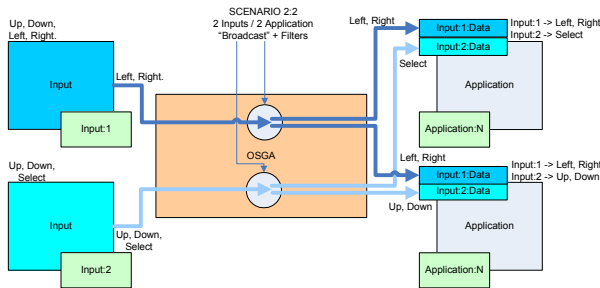 SCENARIO 2:2
2 Inputs / 2 Application
“Broadcast” + Filters
Up, Down,
Left, Right.
Input
Input:1
Left, Right.
Left, Right
Input:1:Data
Input:2:Data
Input:1 -> Left, Right
Input:2 -> Select
Select
Application
Application:N
OSGA
Up, Down,
Select
Input
Input:2
Up, Down,
Select
Left, Right
Input:1:Data
Input:2:Data
Input:1 -> Left, Right
Input:2 -> Up, Down
Up, Down
Application
Application:N